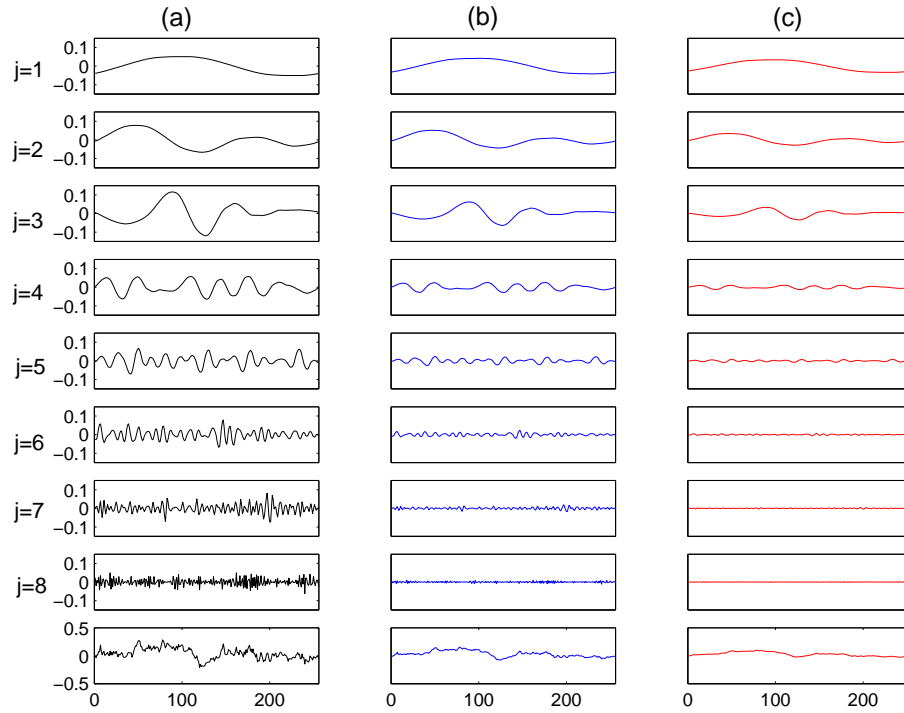 (a) (b) (c)
j=1 0.1 0 −0.1
j=2 0.1 0 −0.1
j=3 0.1 0 −0.1
j=4 0.1 0 −0.1
j=5 0.1 0 −0.1
j=6 0.1 0 −0.1
j=7 0.1 0 −0.1
j=8 0.1 0 −0.1
0.5 0 −0.5
0 100 200 0 100 200 0 100 200